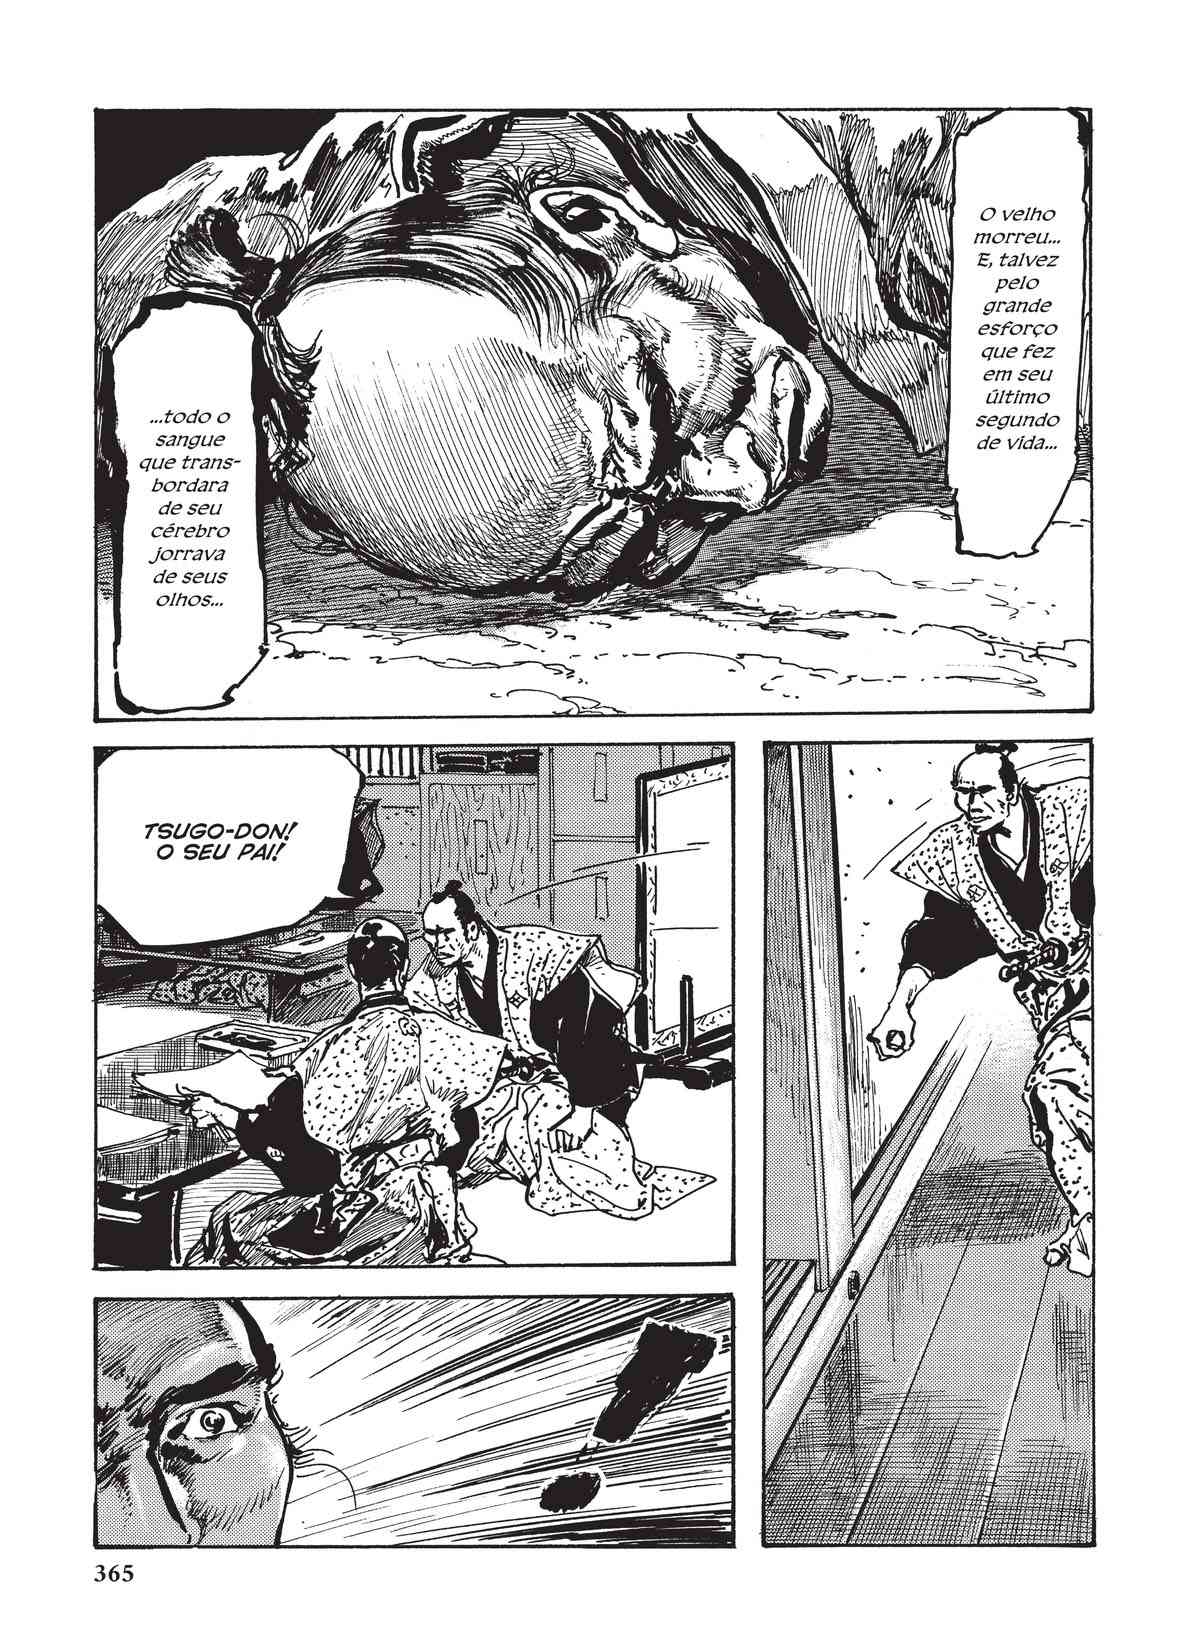 O velho
morreu...
E, talvez
pelo
grande
esforço
que fez
em seu
último
segundo
de vida...
...todo o
sangue
que trans-
bordara
de seu
cérebro
jorrava
de seus
olhos...
TSUGO-DON!
O SEU PAI!
!
365